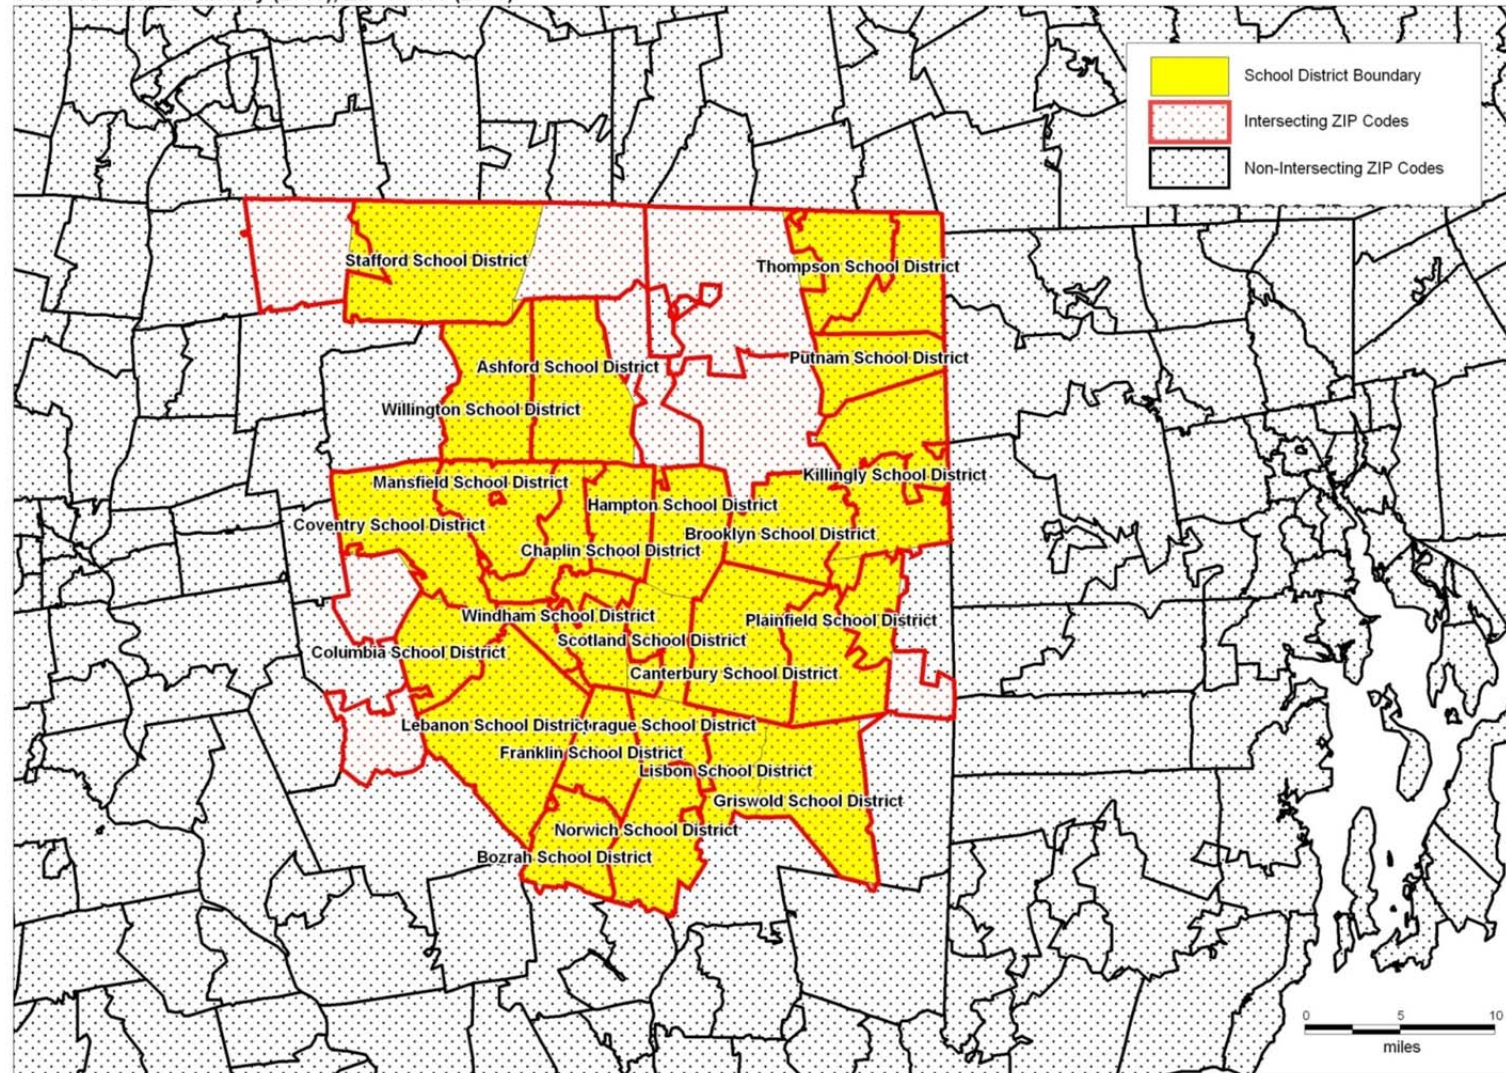 School District Boundary
Intersecting ZIP Codes
Non-Intersecting ZIP Codes
Stafford School District
Thompson School District
Putnam School District
Ashford School District
Willington School District
Killingly School District
Mansfield School District
Hampton School District
Coventry School District
Brooklyn School District
Chaplin School District
Windham School District
Plainfield School District
Scotland School District
Columbia School District
Canterbury School District
Lebanon School District
rague School District
Franklin School District
Lisbon School District
Griswold School District
Norwich School District
Bozrah School District
0 5 10
miles